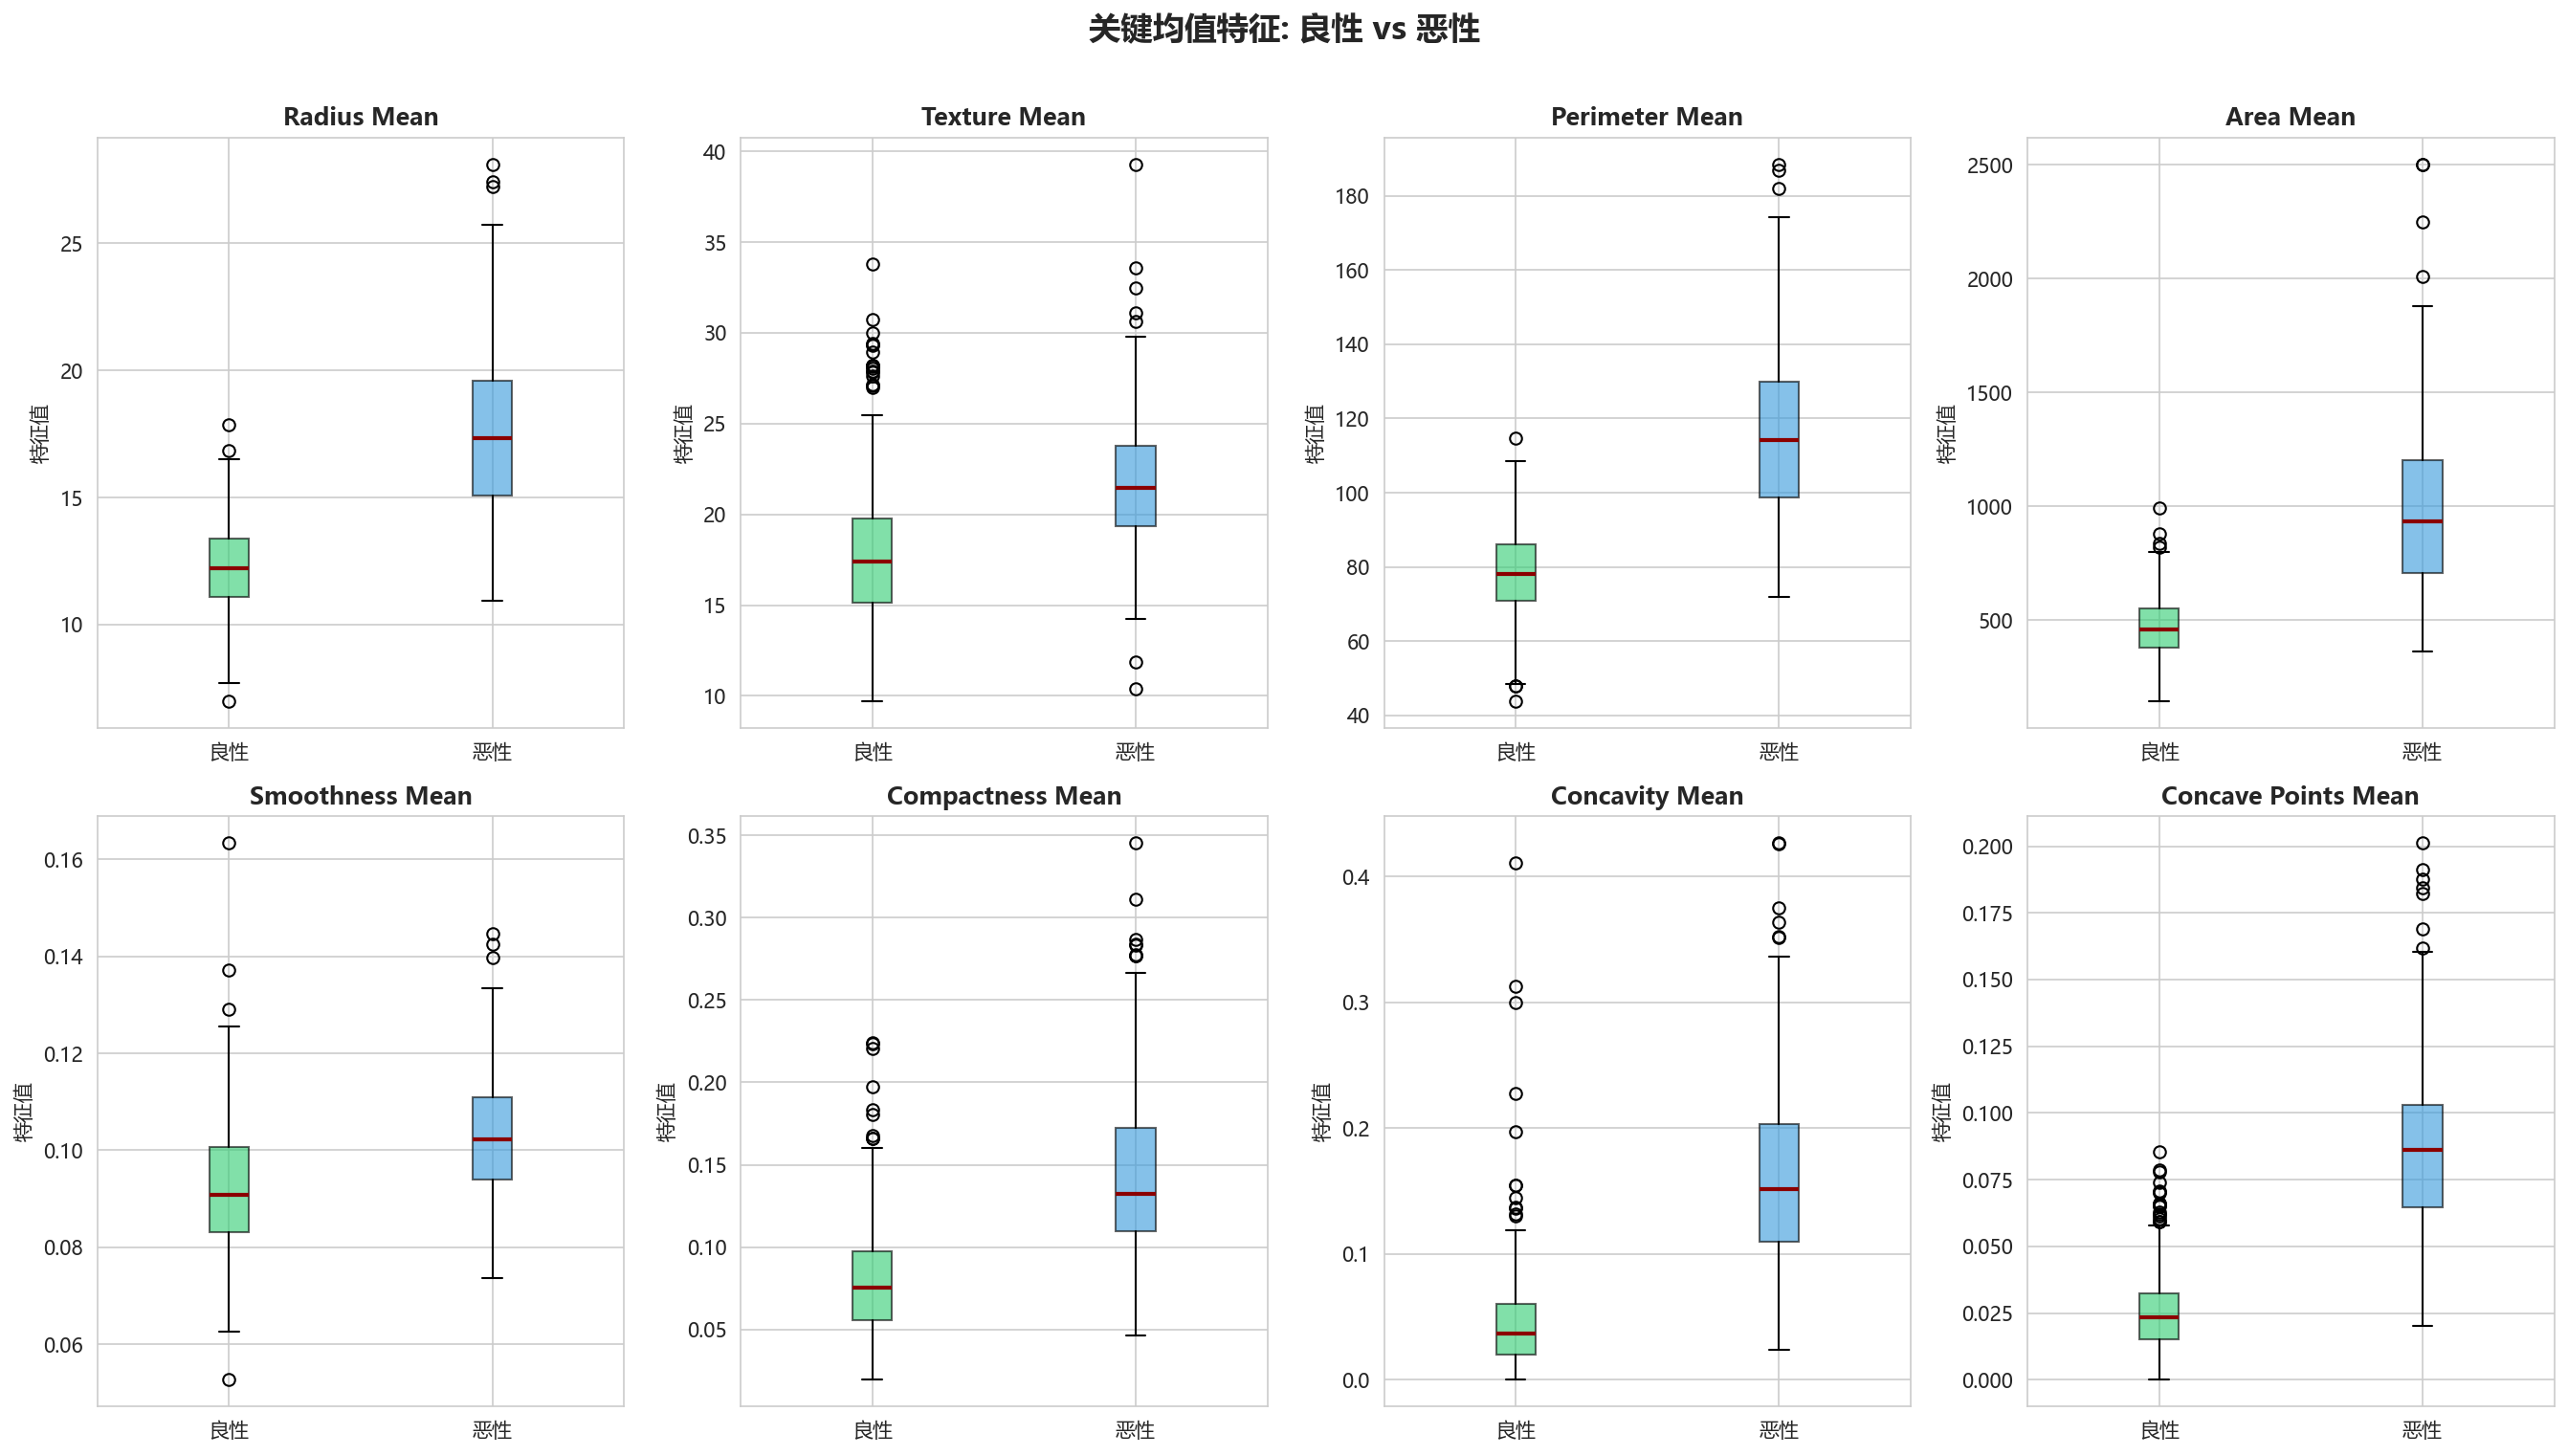 关键均值特征: 良性 vs 恶性
Radius Mean
特征值
25
20
15
10
良性
恶性
Texture Mean
特征值
40
35
30
25
20
15
10
良性
恶性
Perimeter Mean
特征值
180
160
140
120
100
80
60
40
良性
恶性
Area Mean
特征值
2500
2000
1500
1000
500
良性
恶性
Smoothness Mean
特征值
0.16
0.14
0.12
0.10
0.08
0.06
良性
恶性
Compactness Mean
特征值
0.35
0.30
0.25
0.20
0.15
0.10
0.05
良性
恶性
Concavity Mean
特征值
0.4
0.3
0.2
0.1
0.0
良性
恶性
Concave Points Mean
特征值
0.200
0.175
0.150
0.125
0.100
0.075
0.050
0.025
0.000
良性
恶性